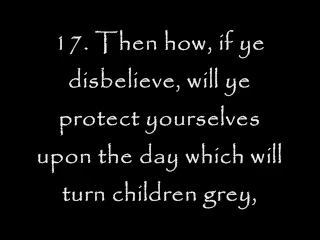 17. Then how, if ye
disbelieve, will ye
protect yourselves
upon the day which will
turn children grey,